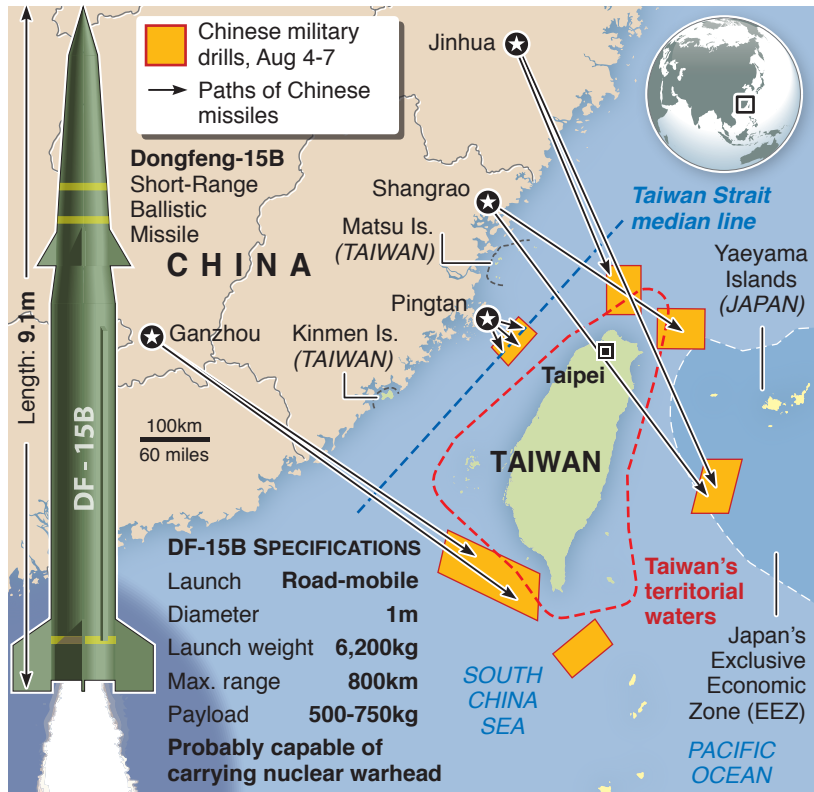 Chinese military
drills, Aug 4-7
Paths of Chinese
missiles
Jinhua
Dongfeng-15B
Short-Range
Ballistic
Missile
CHINA
Shangrao
Matsu Is.
(TAIWAN)
Taiwan Strait
median line
Yaeyama
Islands
(JAPAN)
Pingtan
Ganzhou
Kinmen Is.
(TAIWAN)
Length: 9.1m
DF - 15B
100km
60 miles
Taipei
TAIWAN
DF-15B SPECIFICATIONS
Launch Road-mobile
Diameter 1m
Launch weight 6,200kg
Max. range 800km
Payload 500-750kg
Probably capable of
carrying nuclear warhead
Taiwan's
territorial
waters
SOUTH
CHINA
SEA
Japan's
Exclusive
Economic
Zone (EEZ)
PACIFIC
OCEAN